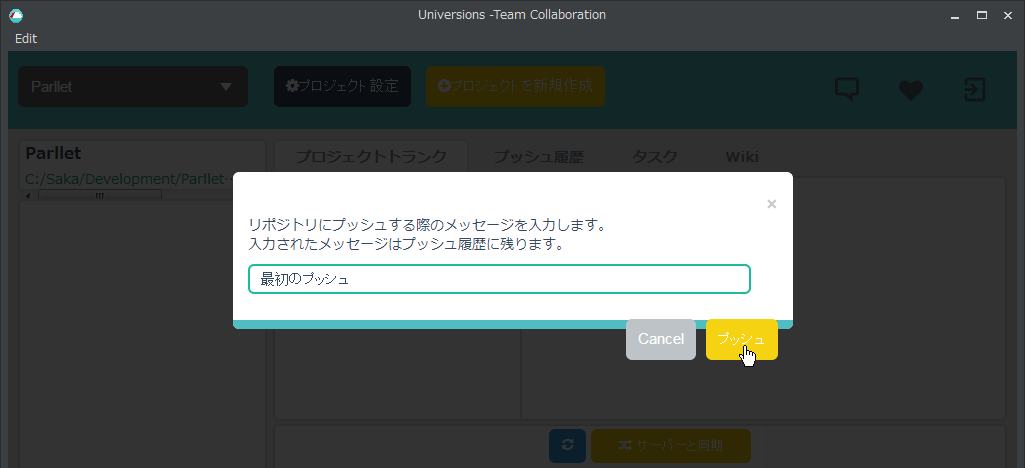 Universions -Team Collaboration
Edit
Parllet
プロジェクト設定
プロジェクトを新規作成
Parllet
C:/Saka/Development/Parllet
プロジェクトトランク
プッシュ履歴
タスク
Wiki
×
リポジトリにプッシュする際のメッセージを入力します。
入力されたメッセージはプッシュ履歴に残ります。
最初のプッシュ
Cancel
プッシュ
サーバーと同期